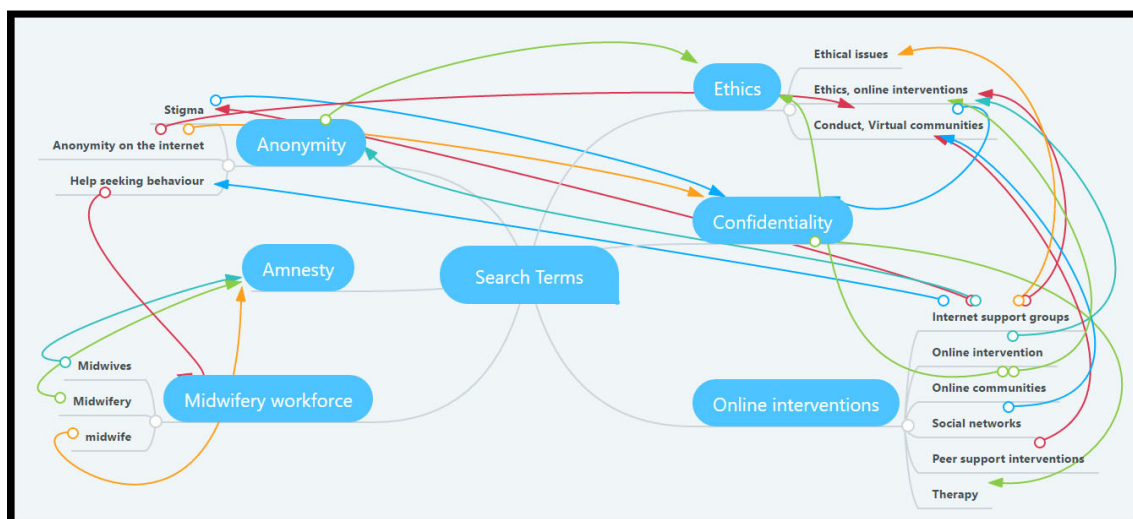 Search Terms
Anonymity
Stigma
Anonymity on the internet
Help seeking behaviour
Amnesty
Midwifery workforce
Midwives
Midwifery
midwife
Ethics
Ethical issues
Ethics, online interventions
Conduct, Virtual communities
Confidentiality
Online interventions
Internet support groups
Online intervention
Online communities
Social networks
Peer support interventions
Therapy